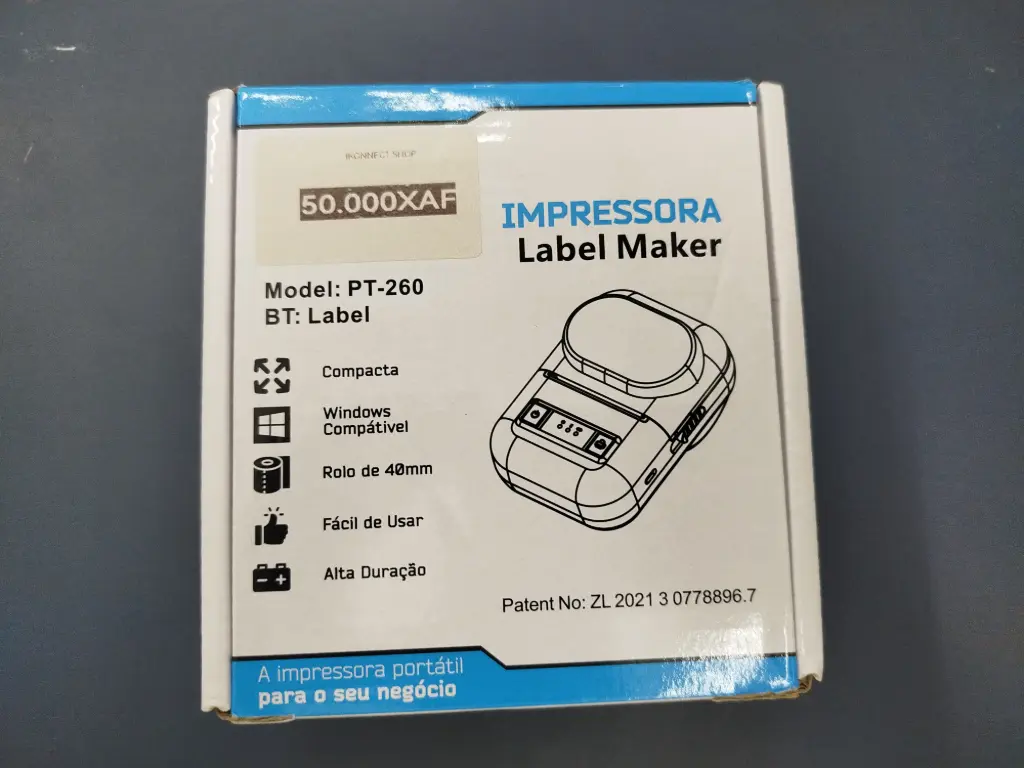 IKONNECT SHOP
50.000XAF
IMPRESSORA
Label Maker
Model: PT-260
BT: Label
Compacta
Windows
Compátivel
Rolo de 40mm
Fácil de Usar
Alta Duração
Patent No: ZL 2021 3 0778896.7
A impressora portátil
para o seu negócio